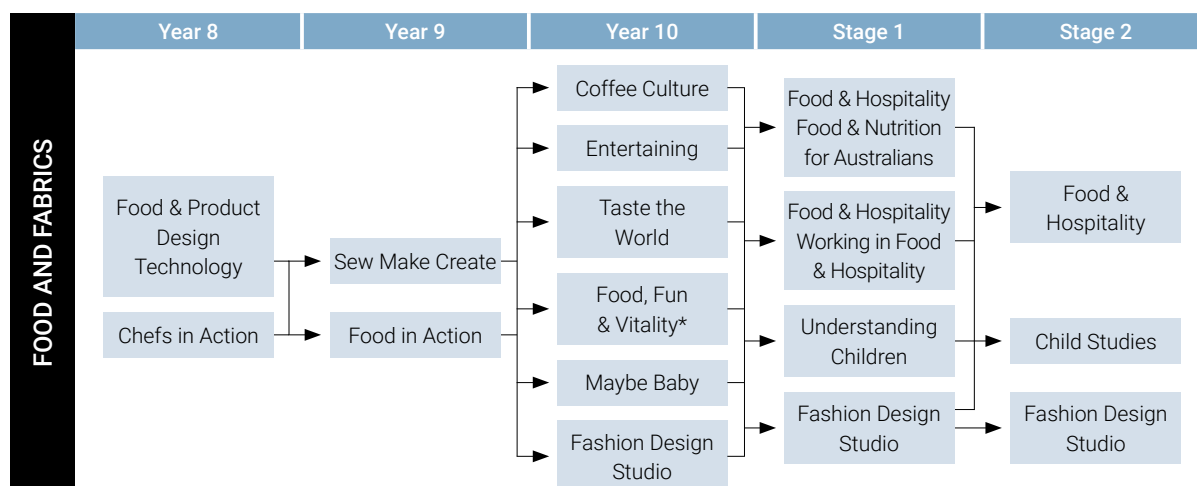 FOOD AND FABRICS
Year 8
Year 9
Year 10
Stage 1
Stage 2
Food & Product
Design
Technology
Chefs in Action
Sew Make Create
Food in Action
Coffee Culture
Entertaining
Taste the
World
Food, Fun
& Vitality*
Maybe Baby
Fashion Design
Studio
Food & Hospitality
Food & Nutrition
for Australians
Food & Hospitality
Working in Food
& Hospitality
Understanding
Children
Fashion Design
Studio
Food &
Hospitality
Child Studies
Fashion Design
Studio